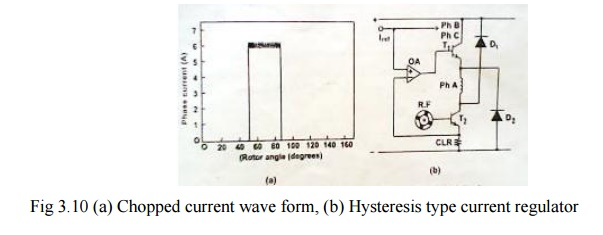 Phase current (A)
7
6
5
4
3
2
1
0
0 20 40 60 80 100 120 140 160
(Rotor angle (degrees)
(a)
Iref
Ph B
Ph C
T1
D1
OA
Ph A
R.F
T2
D2
CLR
(b)
Fig 3.10 (a) Chopped current wave form, (b) Hysteresis type current regulator